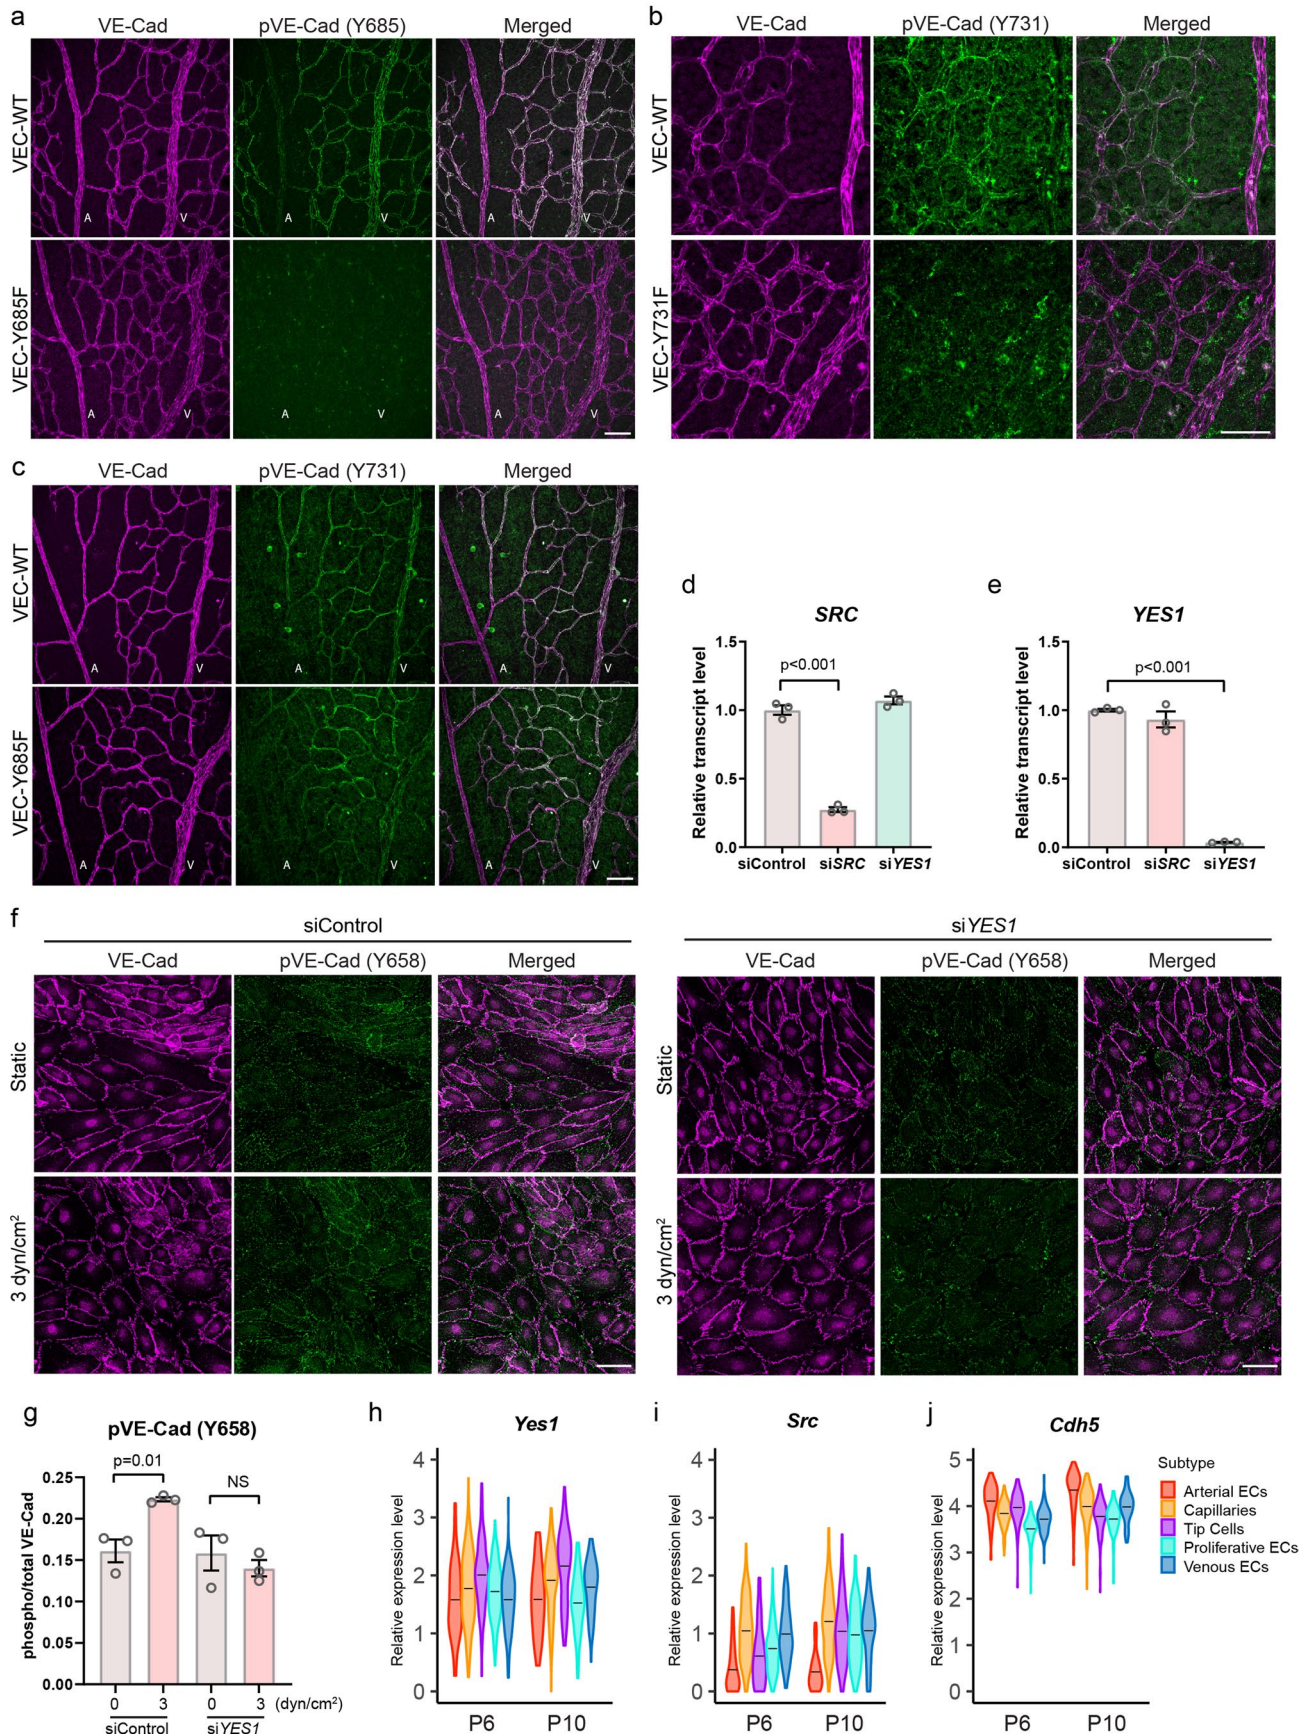 a
VE-Cad
pVE-Cad (Y685)
Merged
VEC-WT
A
V
A
V
A
V
VEC-Y685F
A
V
A
V
A
V
b
VE-Cad
pVE-Cad (Y731)
Merged
VEC-WT
VEC-Y731F
c
VE-Cad
pVE-Cad (Y731)
Merged
VEC-WT
A
V
A
V
A
V
VEC-Y685F
A
V
A
V
A
V
d
SRC
Relative transcript level
1.5
1.0
0.5
0.0
p<0.001
siControl
siSRC
siYES1
e
YES1
Relative transcript level
1.5
1.0
0.5
0.0
p<0.001
siControl
siSRC
siYES1
f
siControl
VE-Cad
pVE-Cad (Y658)
Merged
Static
3 dyn/cm²
siYES1
VE-Cad
pVE-Cad (Y658)
Merged
Static
3 dyn/cm²
g
pVE-Cad (Y658)
phospho/total VE-Cad
0.25
0.20
0.15
0.10
0.05
0.00
p=0.01
NS
0
3
0
3
(dyn/cm²)
siControl
siYES1
h
Yes1
Relative expression level
4
3
2
1
0
P6
P10
i
Src
Relative expression level
4
3
2
1
0
P6
P10
j
Cdh5
Relative expression level
5
4
3
2
1
0
P6
P10
Subtype
Arterial ECs
Capillaries
Tip Cells
Proliferative ECs
Venous ECs